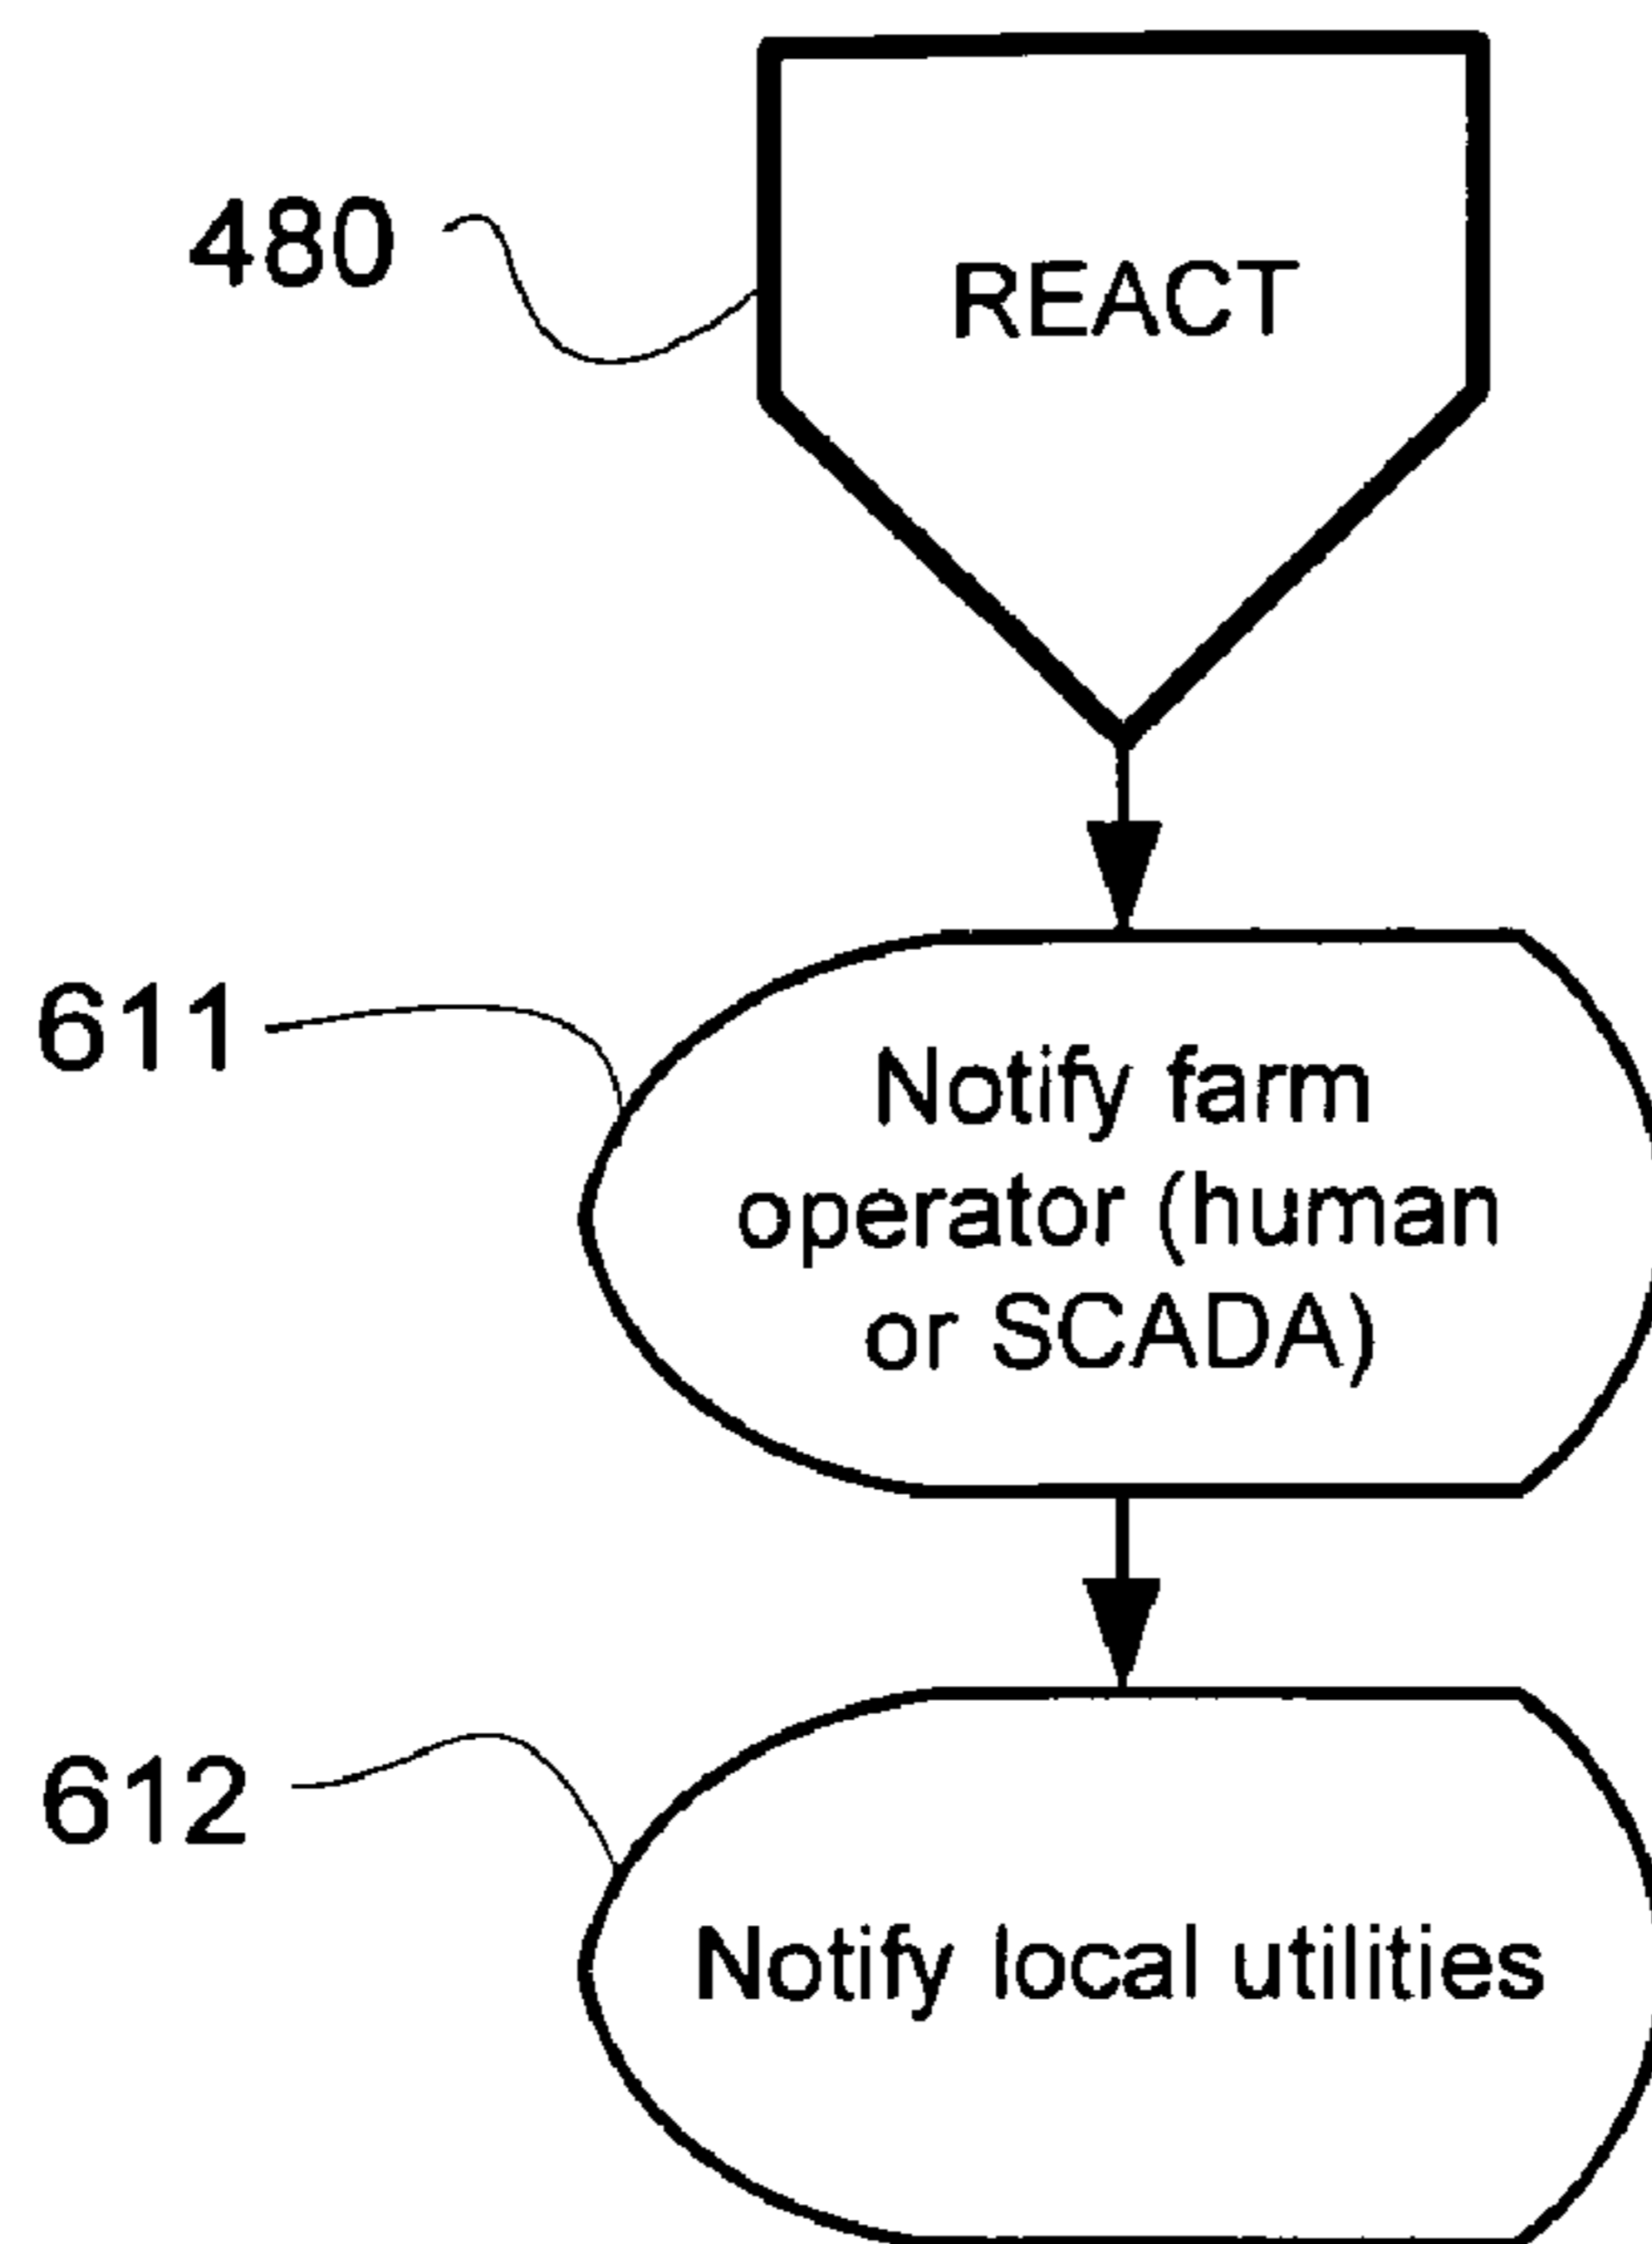 480
REACT
611
Notify farm
operator (human
or SCADA)
612
Notify local utilities